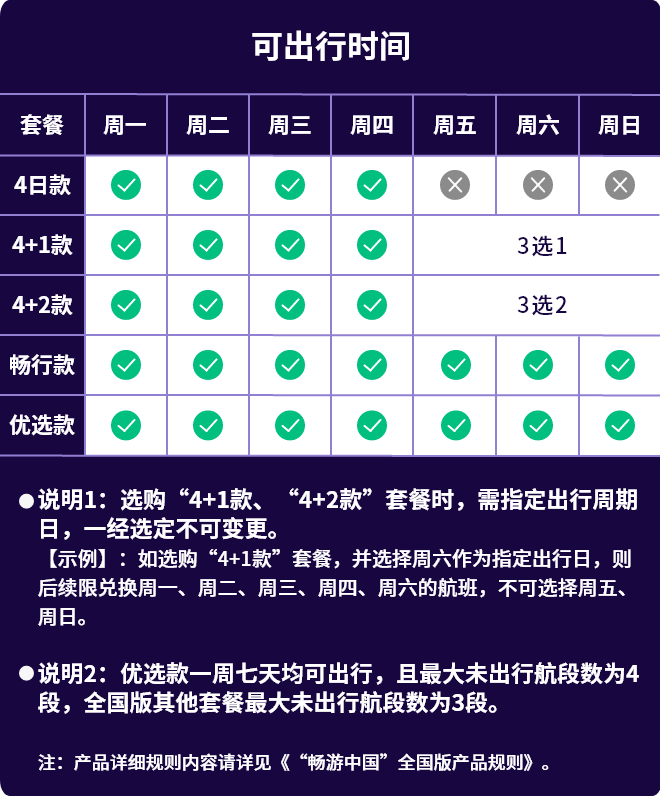 可出行时间
套餐 周一 周二 周三 周四 周五 周六 周日
4日款
4+1款 3选1
4+2款 3选2
畅行款
优选款
●说明1：选购“4+1款、“4+2款”套餐时，需指定出行周期
日，一经选定不可变更。
【示例】：如选购“4+1款”套餐，并选择周六作为指定出行日，则
后续限兑换周一、周二、周三、周四、周六的航班，不可选择周五、
周日。
●说明2：优选款一周七天均可出行，且最大未出行航段数为4
段，全国版其他套餐最大未出行航段数为3段。
注：产品详细规则内容请详见《“畅游中国”全国版产品规则》。